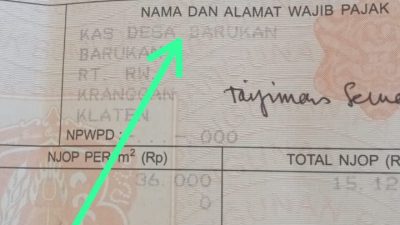 NAMA DAN ALAMAT WAJIB PAJAK
KAS DESA BARUKAN
BARUKAN
RT. RW.
KRANGGAN
KLATEN
NPWPD : - . - . -000
NJOP PER m² (Rp)
TOTAL NJOP (R
36.000
15.12
0